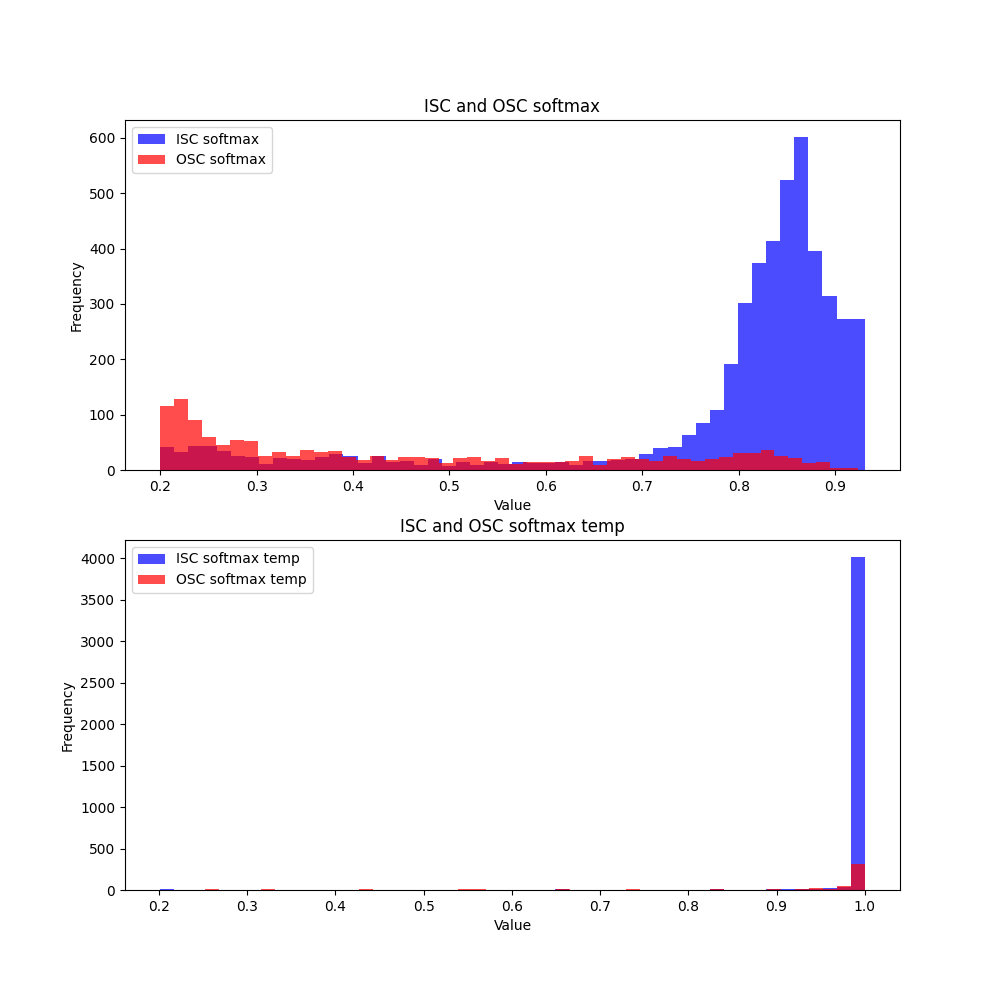 ISC and OSC softmax
ISC softmax
OSC softmax
Frequency
600
500
400
300
200
100
0
0.2 0.3 0.4 0.5 0.6 0.7 0.8 0.9
Value
ISC and OSC softmax temp
ISC softmax temp
OSC softmax temp
Frequency
4000
3500
3000
2500
2000
1500
1000
500
0
0.2 0.3 0.4 0.5 0.6 0.7 0.8 0.9 1.0
Value